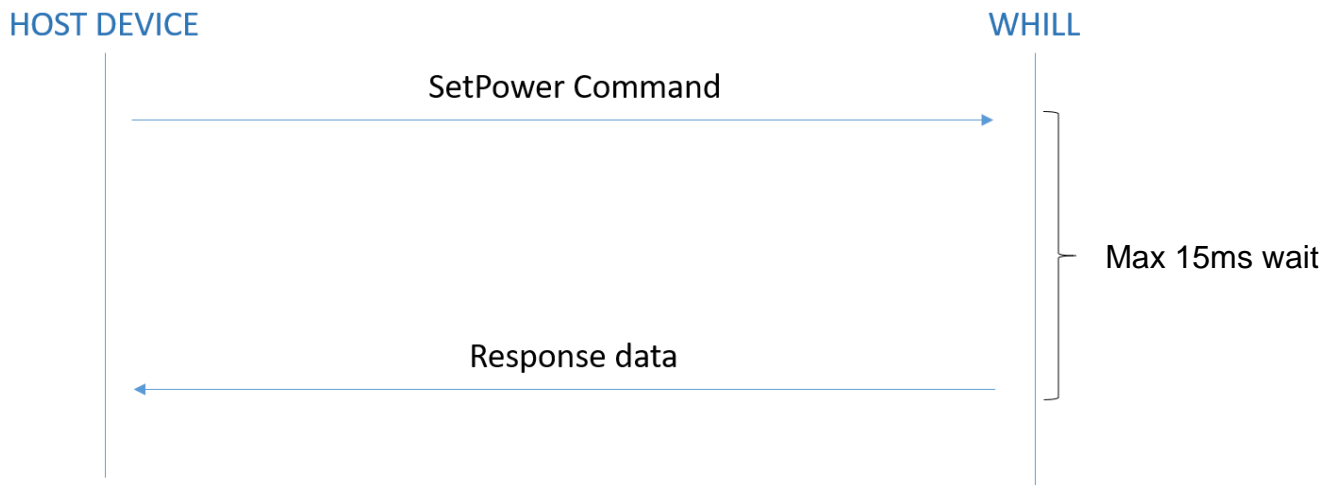 HOST DEVICE
WHILL
SetPower Command
Max 15ms wait
Response data